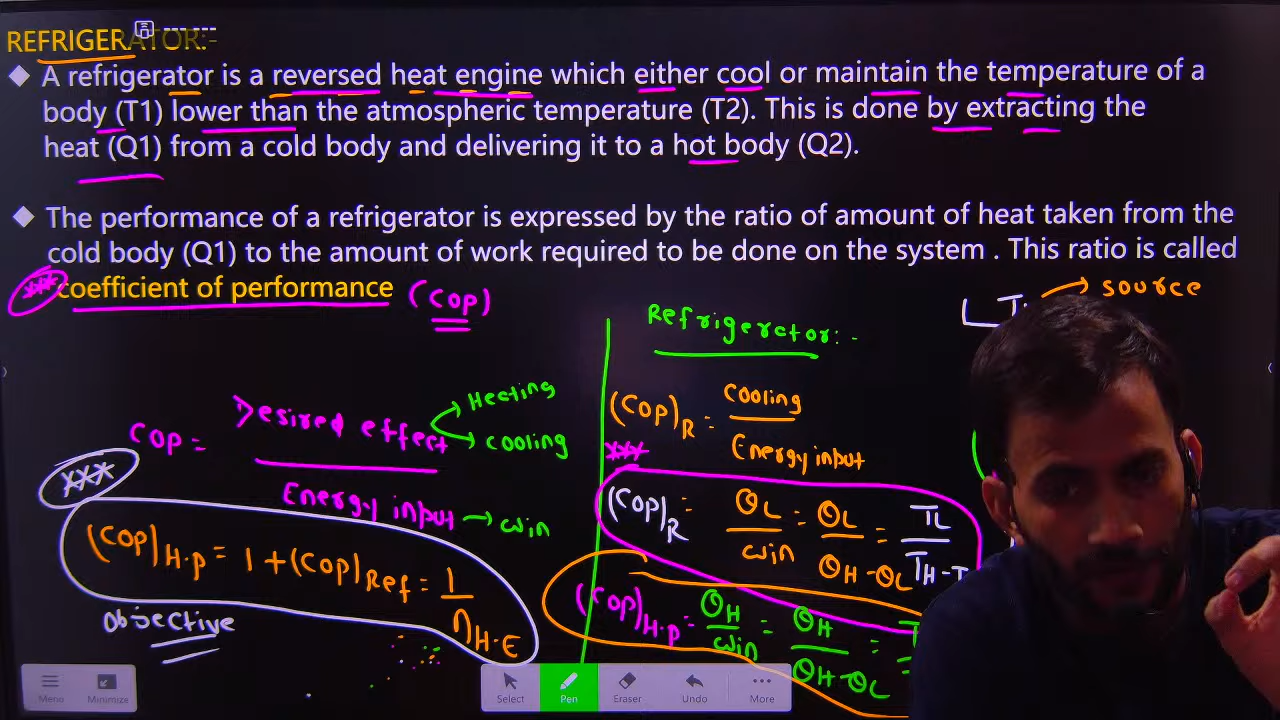 REFRIGERATOR:-
◆ A refrigerator is a reversed heat engine which either cool or maintain the temperature of a
body (T1) lower than the atmospheric temperature (T2). This is done by extracting the
heat (Q1) from a cold body and delivering it to a hot body (Q2).
◆ The performance of a refrigerator is expressed by the ratio of amount of heat taken from the
cold body (Q1) to the amount of work required to be done on the system . This ratio is called
*** coefficient of performance (COP)
COP = Desired effect
Heating
Cooling
Energy input → Win
***
(COP)H.P = 1 + (COP)Ref = 1
ηH.E
Objective
Refrigerator:-
(COP)R = Cooling
Energy input
***
(COP)R = QL = QL = TL
Win QH-QL TH-T
(COP)H.P = QH = QH =
Win QH-QL
→ Source
Menu
Minimize
Select
Pen
Eraser
Undo
More